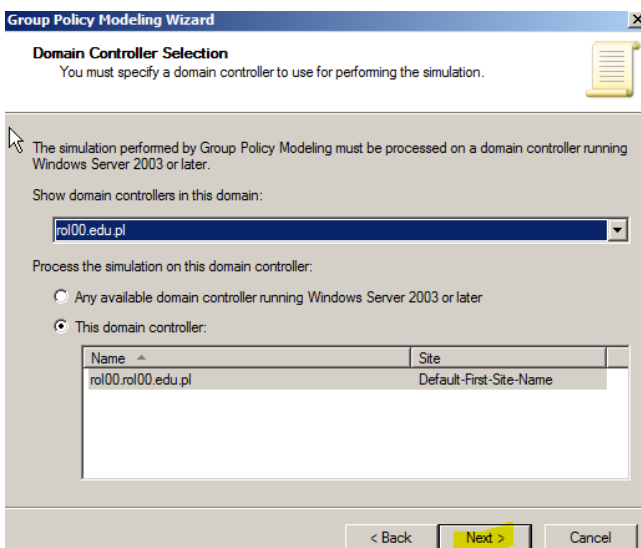 Group Policy Modeling Wizard
Domain Controller Selection
You must specify a domain controller to use for performing the simulation.
The simulation performed by Group Policy Modeling must be processed on a domain controller running
Windows Server 2003 or later.
Show domain controllers in this domain:
rol00.edu.pl
Process the simulation on this domain controller:
Any available domain controller running Windows Server 2003 or later
This domain controller:
Name Site
rol00.rol00.edu.pl Default-First-Site-Name
< Back Next > Cancel